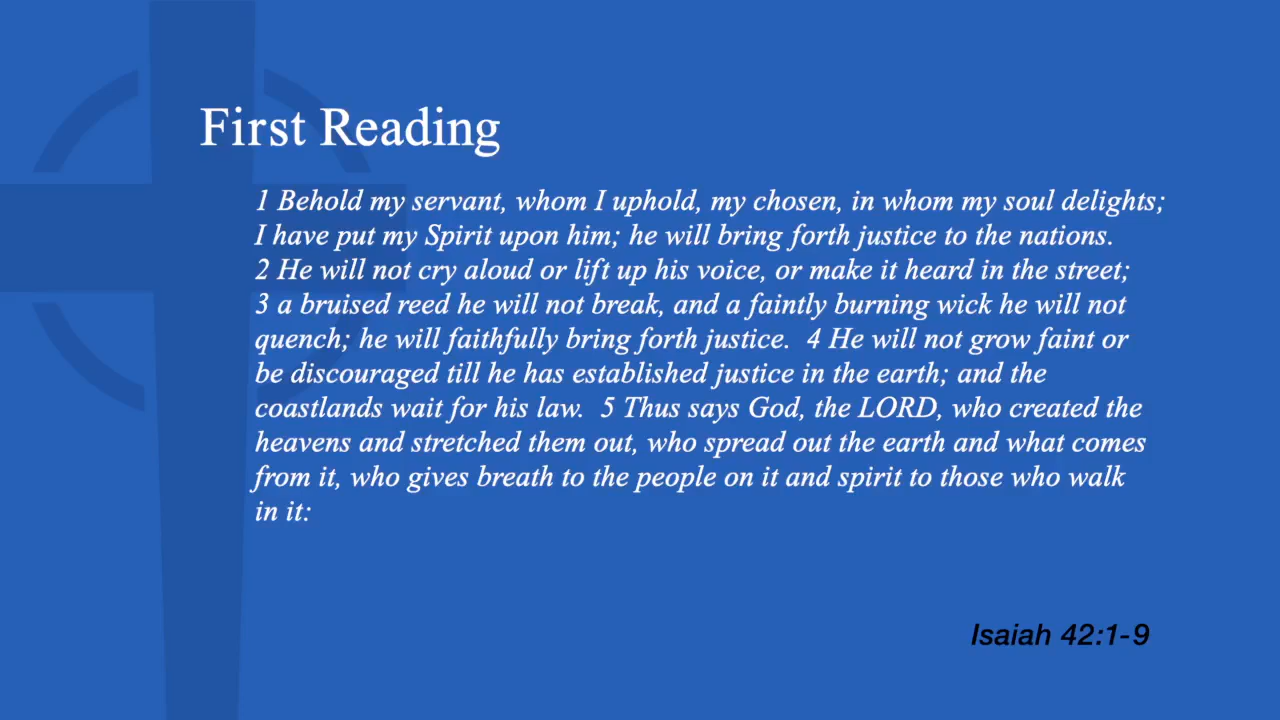 First Reading
1 Behold my servant, whom I uphold, my chosen, in whom my soul delights;
I have put my Spirit upon him; he will bring forth justice to the nations.
2 He will not cry aloud or lift up his voice, or make it heard in the street;
3 a bruised reed he will not break, and a faintly burning wick he will not
quench; he will faithfully bring forth justice.  4 He will not grow faint or
be discouraged till he has established justice in the earth; and the
coastlands wait for his law.  5 Thus says God, the LORD, who created the
heavens and stretched them out, who spread out the earth and what comes
from it, who gives breath to the people on it and spirit to those who walk
in it:
Isaiah 42:1-9